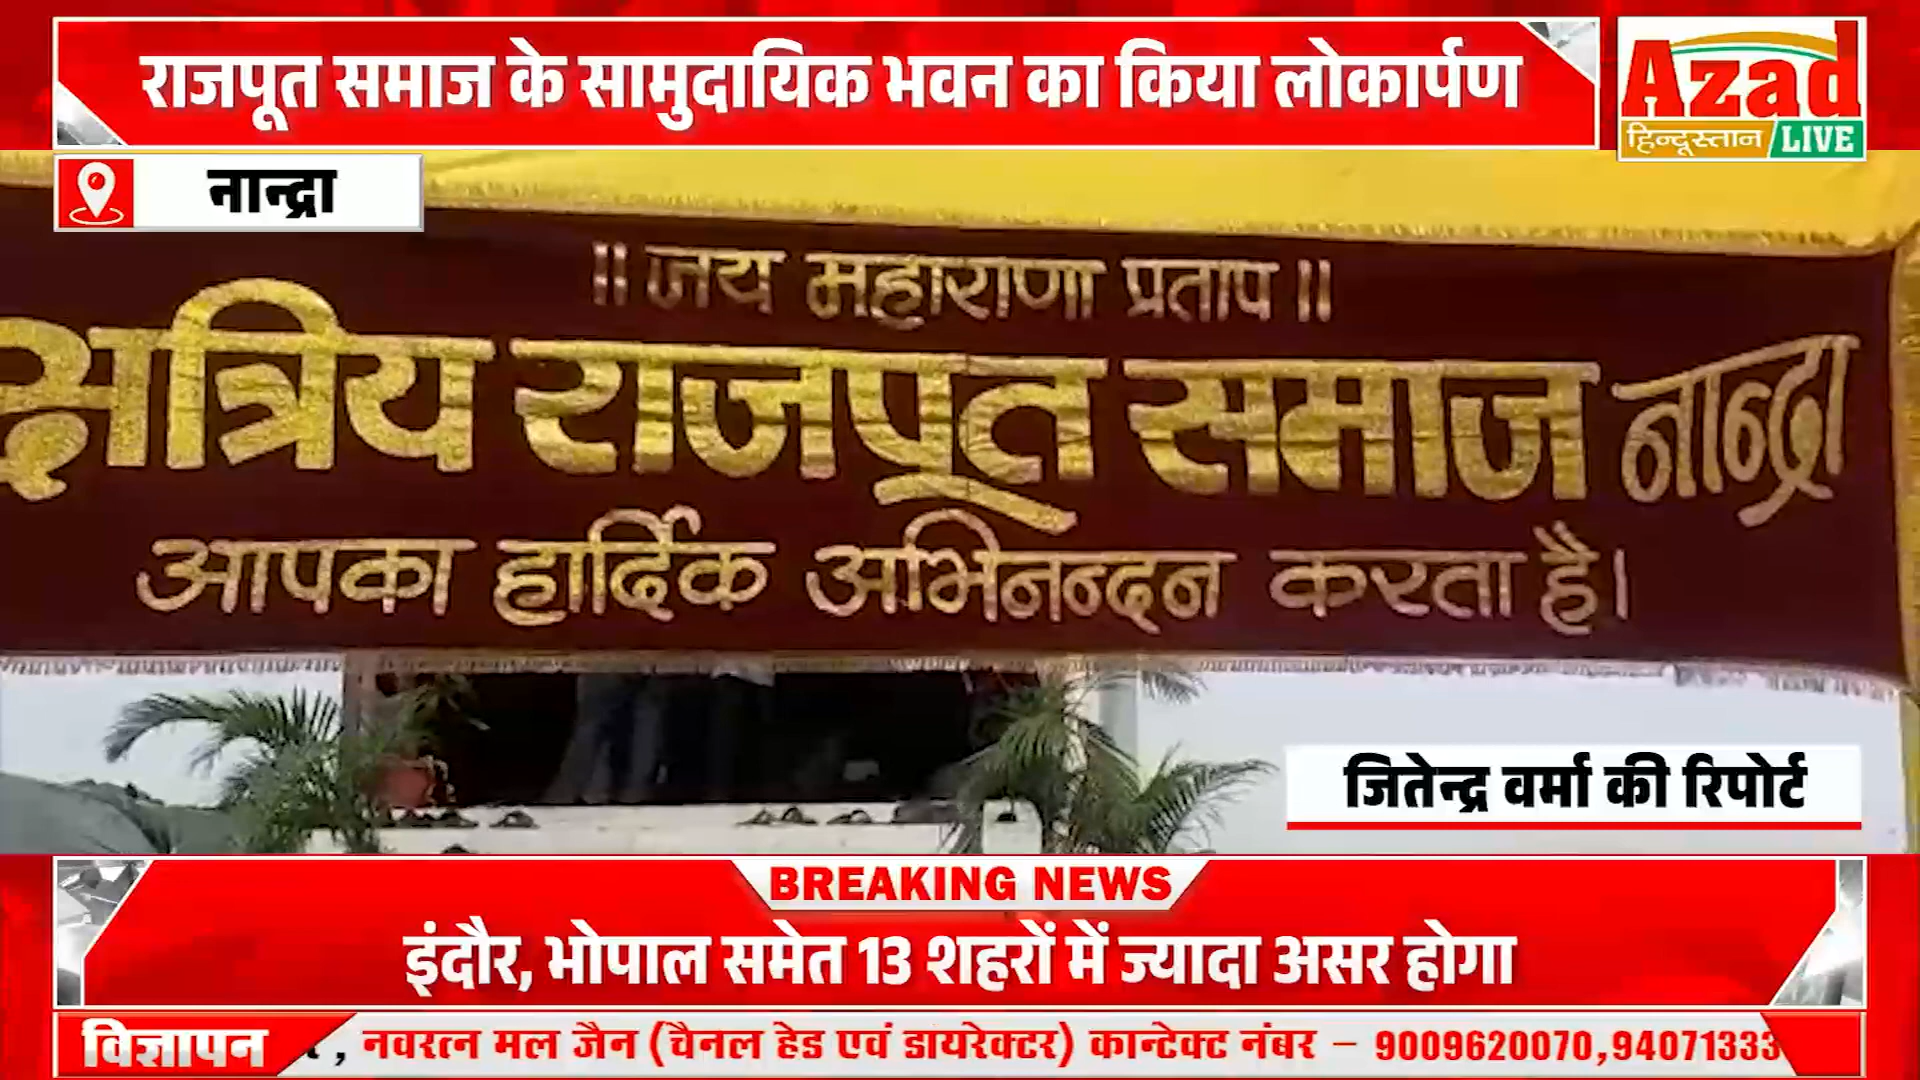 राजपूत समाज के सामुदायिक भवन का किया लोकार्पण
Azad
हिन्दूस्तान LIVE
नान्द्रा
॥ जय महाराणा प्रताप ॥
क्षत्रिय राजपूत समाज नान्द्रा
आपका हार्दिक अभिनन्दन करता है।
जितेन्द्र वर्मा की रिपोर्ट
BREAKING NEWS
इंदौर, भोपाल समेत 13 शहरों में ज्यादा असर होगा
विज्ञापन , नवरत्न मल जैन (चैनल हेड एवं डायरेक्टर) कान्टेक्ट नंबर – 9009620070,94071333